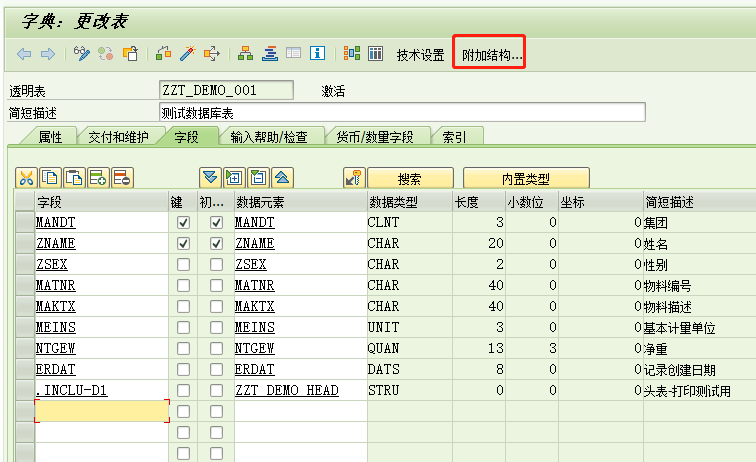 字典: 更改表
技术设置 附加结构...
透明表 ZZT_DEMO_001 激活
简短描述 测试数据库表
属性 交付和维护 字段 输入帮助/检查 货币/数量字段 索引
搜索 内置类型
字段 键 初... 数据元素 数据类型 长度 小数位 坐标 简短描述
MANDT MANDT CLNT 3 0 0 集团
ZNAME ZNAME CHAR 20 0 0 姓名
ZSEX ZSEX CHAR 2 0 0 性别
MATNR MATNR CHAR 40 0 0 物料编号
MAKTX MAKTX CHAR 40 0 0 物料描述
MEINS MEINS UNIT 3 0 0 基本计量单位
NTGEW NTGEW QUAN 13 3 0 净重
ERDAT ERDAT DATS 8 0 0 记录创建日期
.INCLU-D1 ZZT_DEMO_HEAD STRU 0 0 0 头表-打印测试用